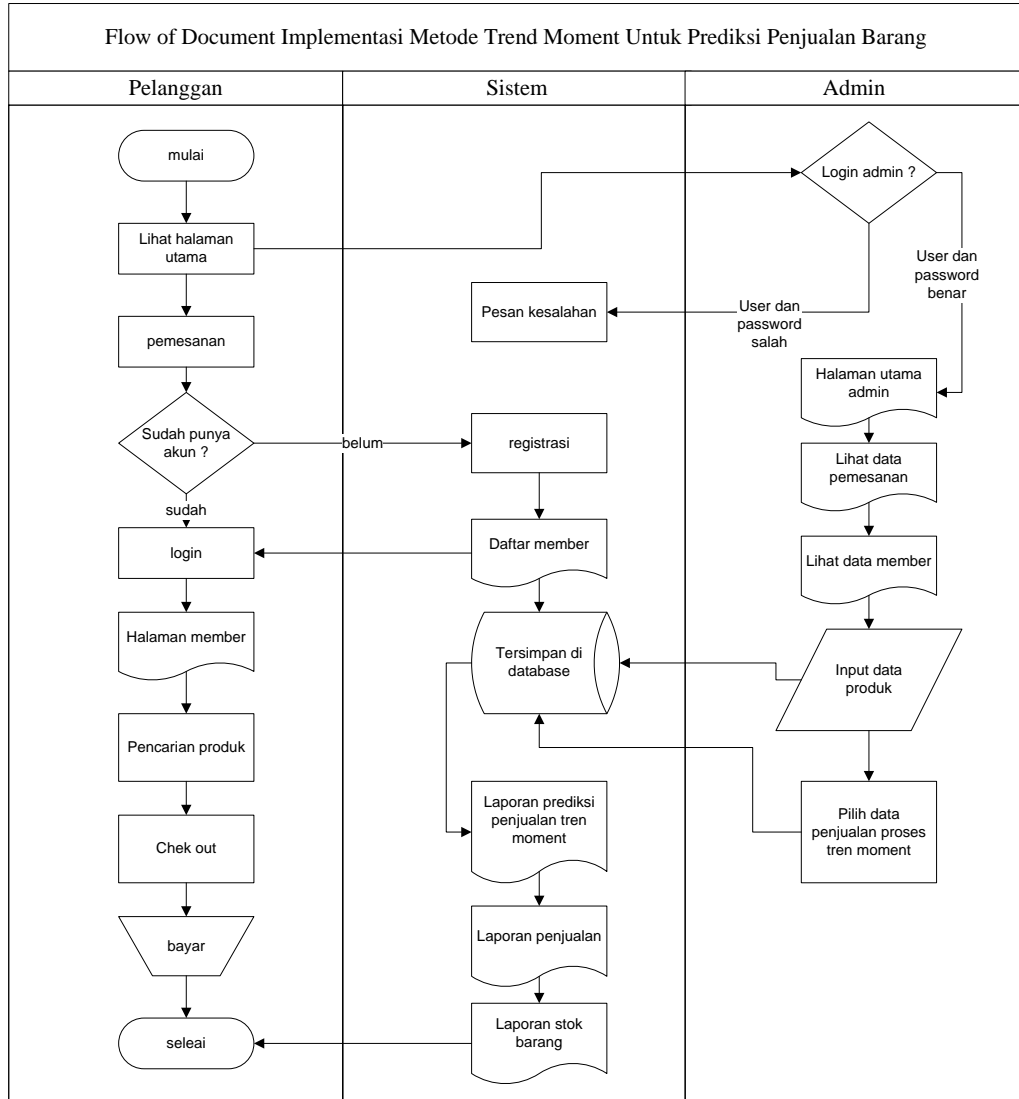 Flow of Document Implementasi Metode Trend Moment Untuk Prediksi Penjualan Barang
Pelanggan
Sistem
Admin
mulai
Lihat halaman
utama
pemesanan
Sudah punya
akun ?
sudah
login
Halaman member
Pencarian produk
Chek out
bayar
seleai
belum
Pesan kesalahan
registrasi
Daftar member
Tersimpan di
database
Laporan prediksi
penjualan tren
moment
Laporan penjualan
Laporan stok
barang
Login admin ?
User dan
password
benar
User dan
password
salah
Halaman utama
admin
Lihat data
pemesanan
Lihat data member
Input data
produk
Pilih data
penjualan proses
tren moment